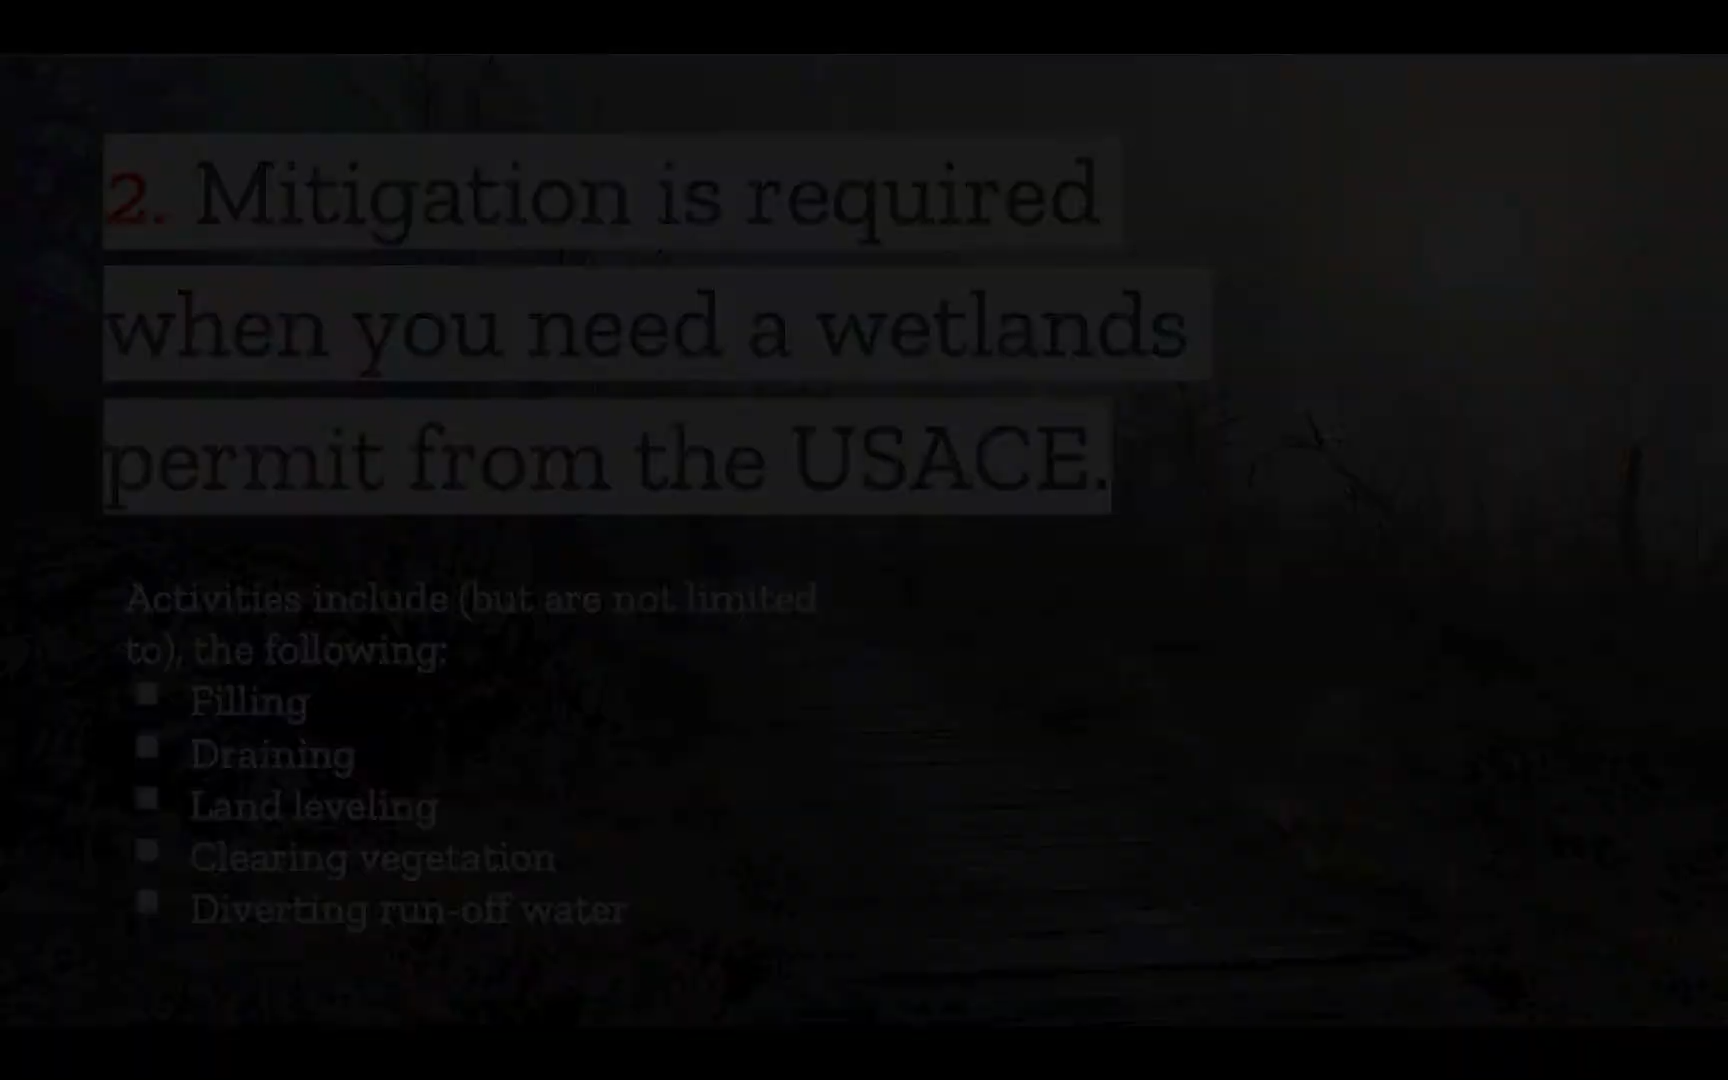 2. Mitigation is required
when you need a wetlands
permit from the USACE.
Activities include (but are not limited
to), the following:
Filling
Draining
Land leveling
Clearing vegetation
Diverting run-off water